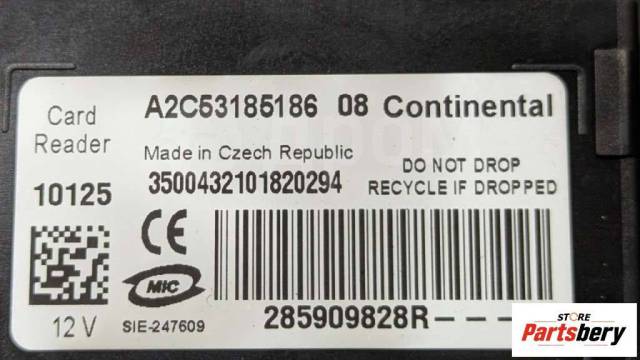 Card
Reader
10125
A2C53185186 08 Continental
Made in Czech Republic
3500432101820294
DO NOT DROP
RECYCLE IF DROPPED
CE
MIC
12 V
SIE-247609
285909828R----
STORE
Partsbery